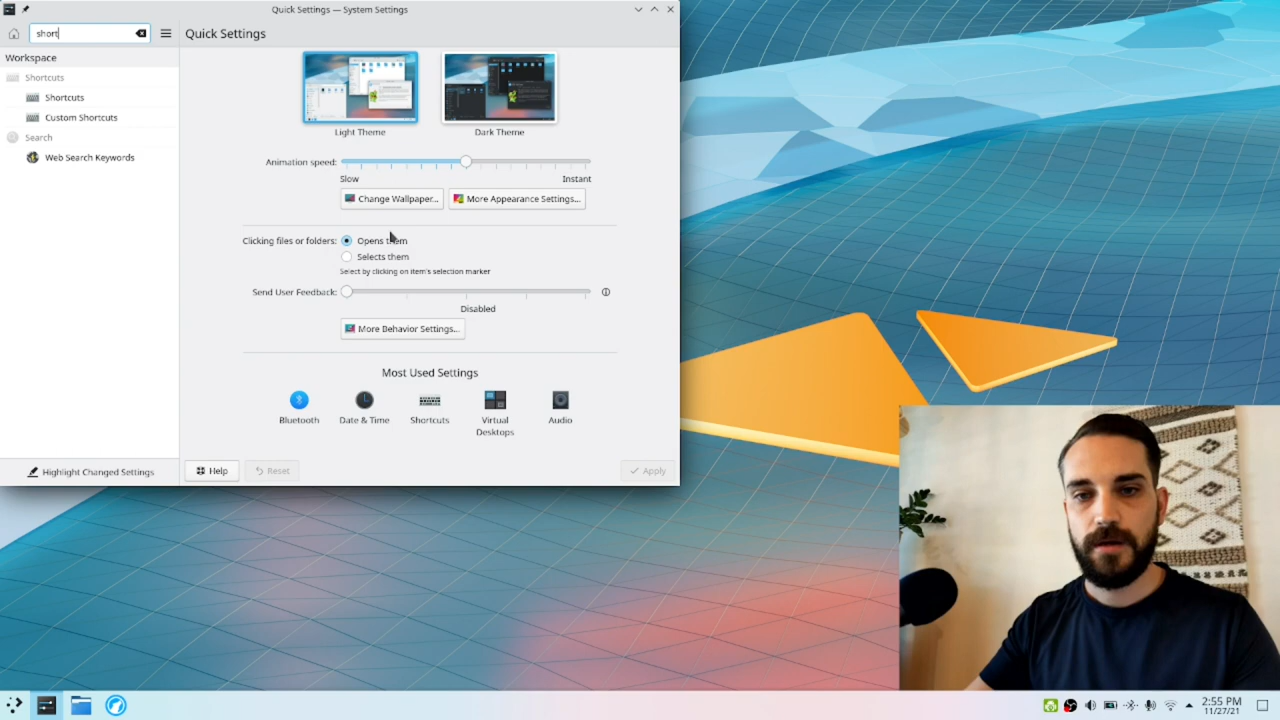 Quick Settings — System Settings
short
Quick Settings
Workspace
Shortcuts
Shortcuts
Custom Shortcuts
Search
Web Search Keywords
Light Theme
Dark Theme
Animation speed:
Slow
Instant
Change Wallpaper...
More Appearance Settings...
Clicking files or folders:
Opens them
Selects them
Select by clicking on item's selection marker
Send User Feedback:
Disabled
More Behavior Settings...
Most Used Settings
Bluetooth
Date & Time
Shortcuts
Virtual
Desktops
Audio
Highlight Changed Settings
Help
Reset
Apply
2:55 PM
11/27/21